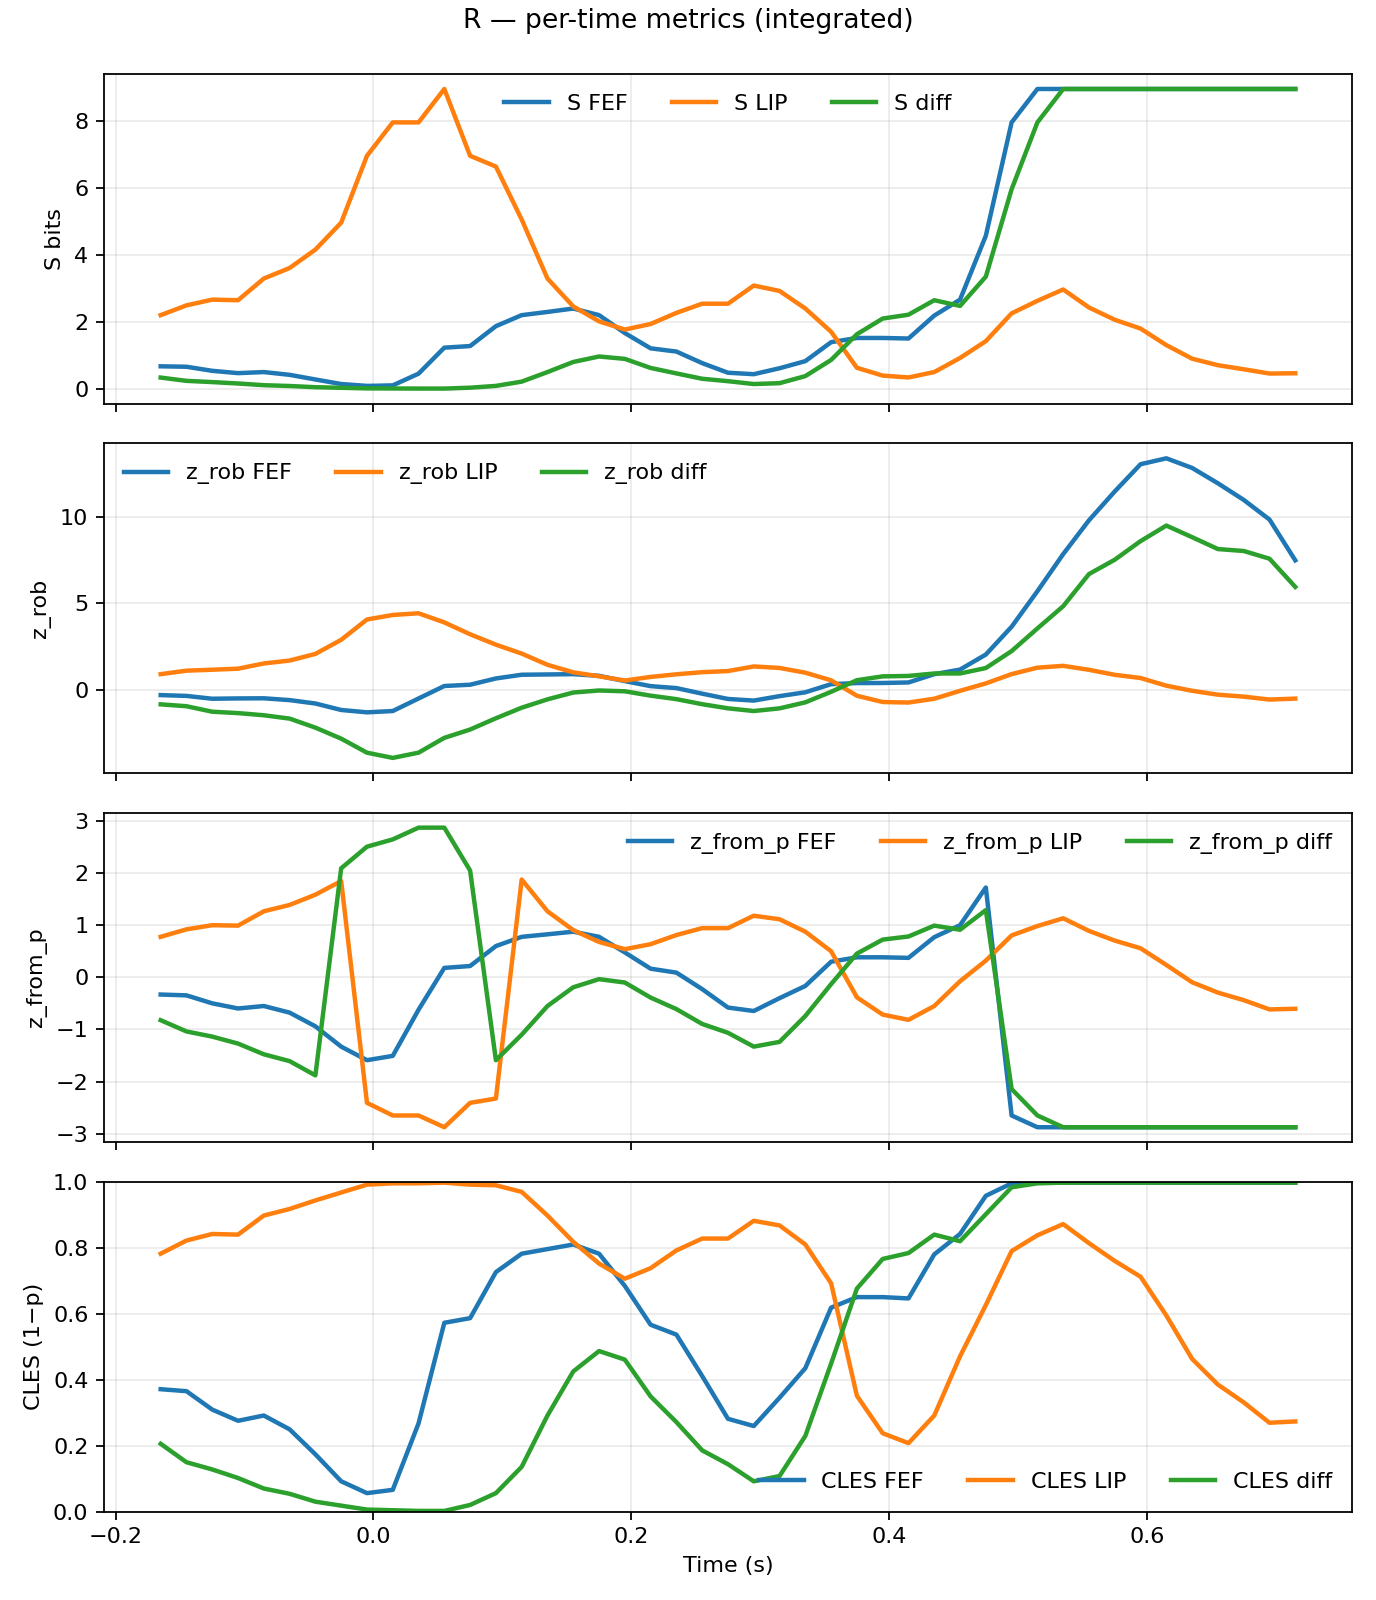 R — per-time metrics (integrated)
S FEF S LIP S diff
8
6
4
2
0
S bits
z_rob FEF z_rob LIP z_rob diff
10
5
0
z_rob
3
2
1
0
−1
−2
−3
z_from_p
z_from_p FEF z_from_p LIP z_from_p diff
1.0
0.8
0.6
0.4
0.2
0.0
CLES (1−p)
CLES FEF CLES LIP CLES diff
−0.2 0.0 0.2 0.4 0.6
Time (s)